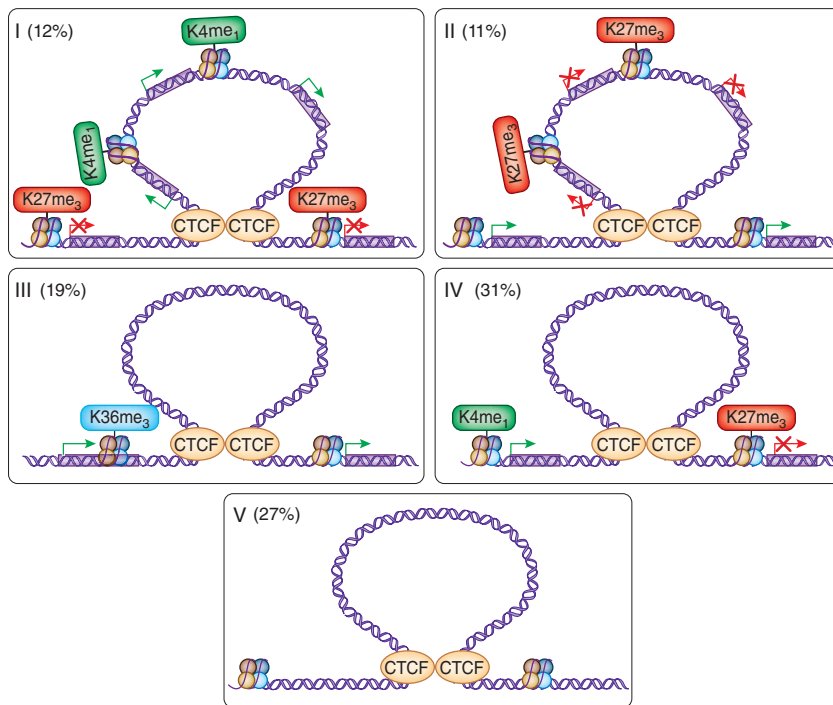 I (12%)
K4me1
K4me1
K27me3
K27me3
CTCF CTCF
II (11%)
K27me3
K27me3
CTCF CTCF
III (19%)
K36me3
CTCF CTCF
IV (31%)
K4me1
K27me3
CTCF CTCF
V (27%)
CTCF CTCF